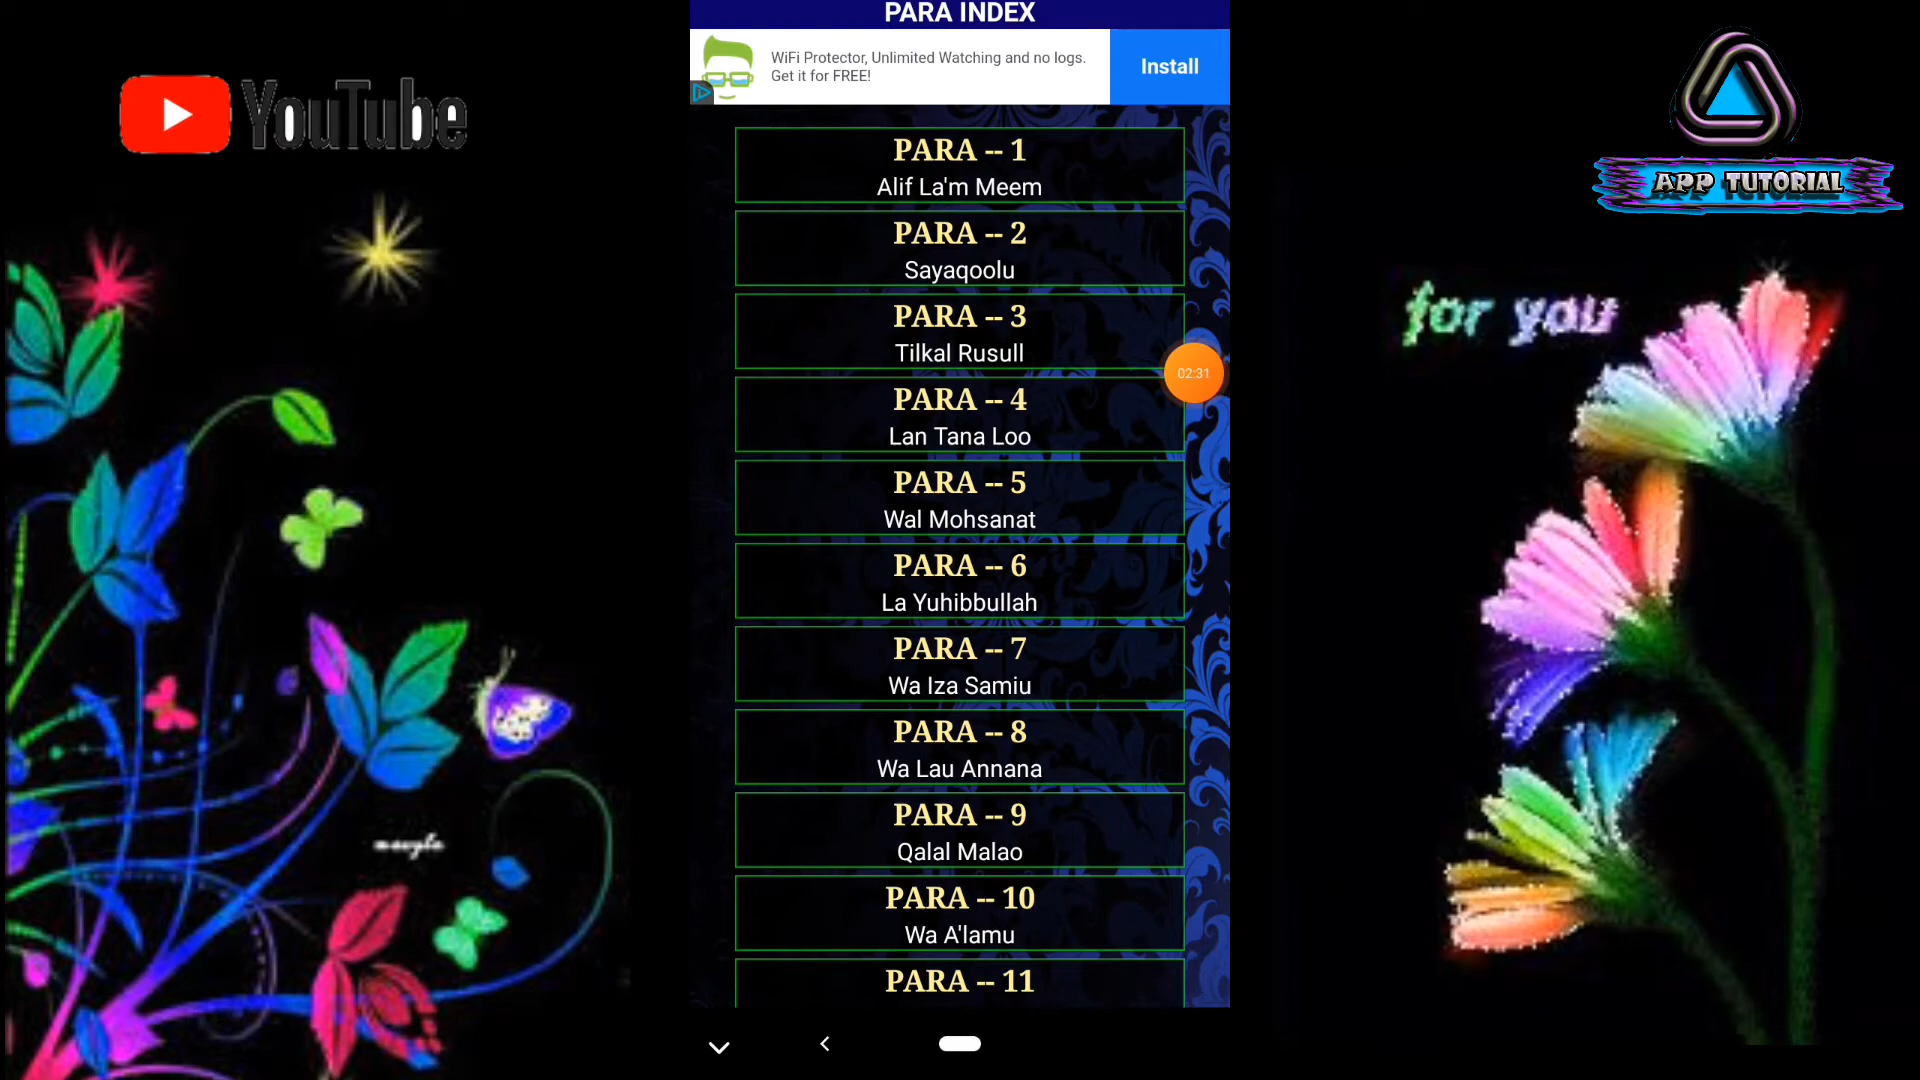 PARA INDEX
WiFi Protector, Unlimited Watching and no logs.
Get it for FREE!
Install
YouTube
APP TUTORIAL
for you
PARA -- 1
Alif La'm Meem
PARA -- 2
Sayaqoolu
PARA -- 3
Tilkal Rusull
02:31
PARA -- 4
Lan Tana Loo
PARA -- 5
Wal Mohsanat
PARA -- 6
La Yuhibbullah
PARA -- 7
Wa Iza Samiu
PARA -- 8
Wa Lau Annana
PARA -- 9
Qalal Malao
PARA -- 10
Wa A'lamu
PARA -- 11